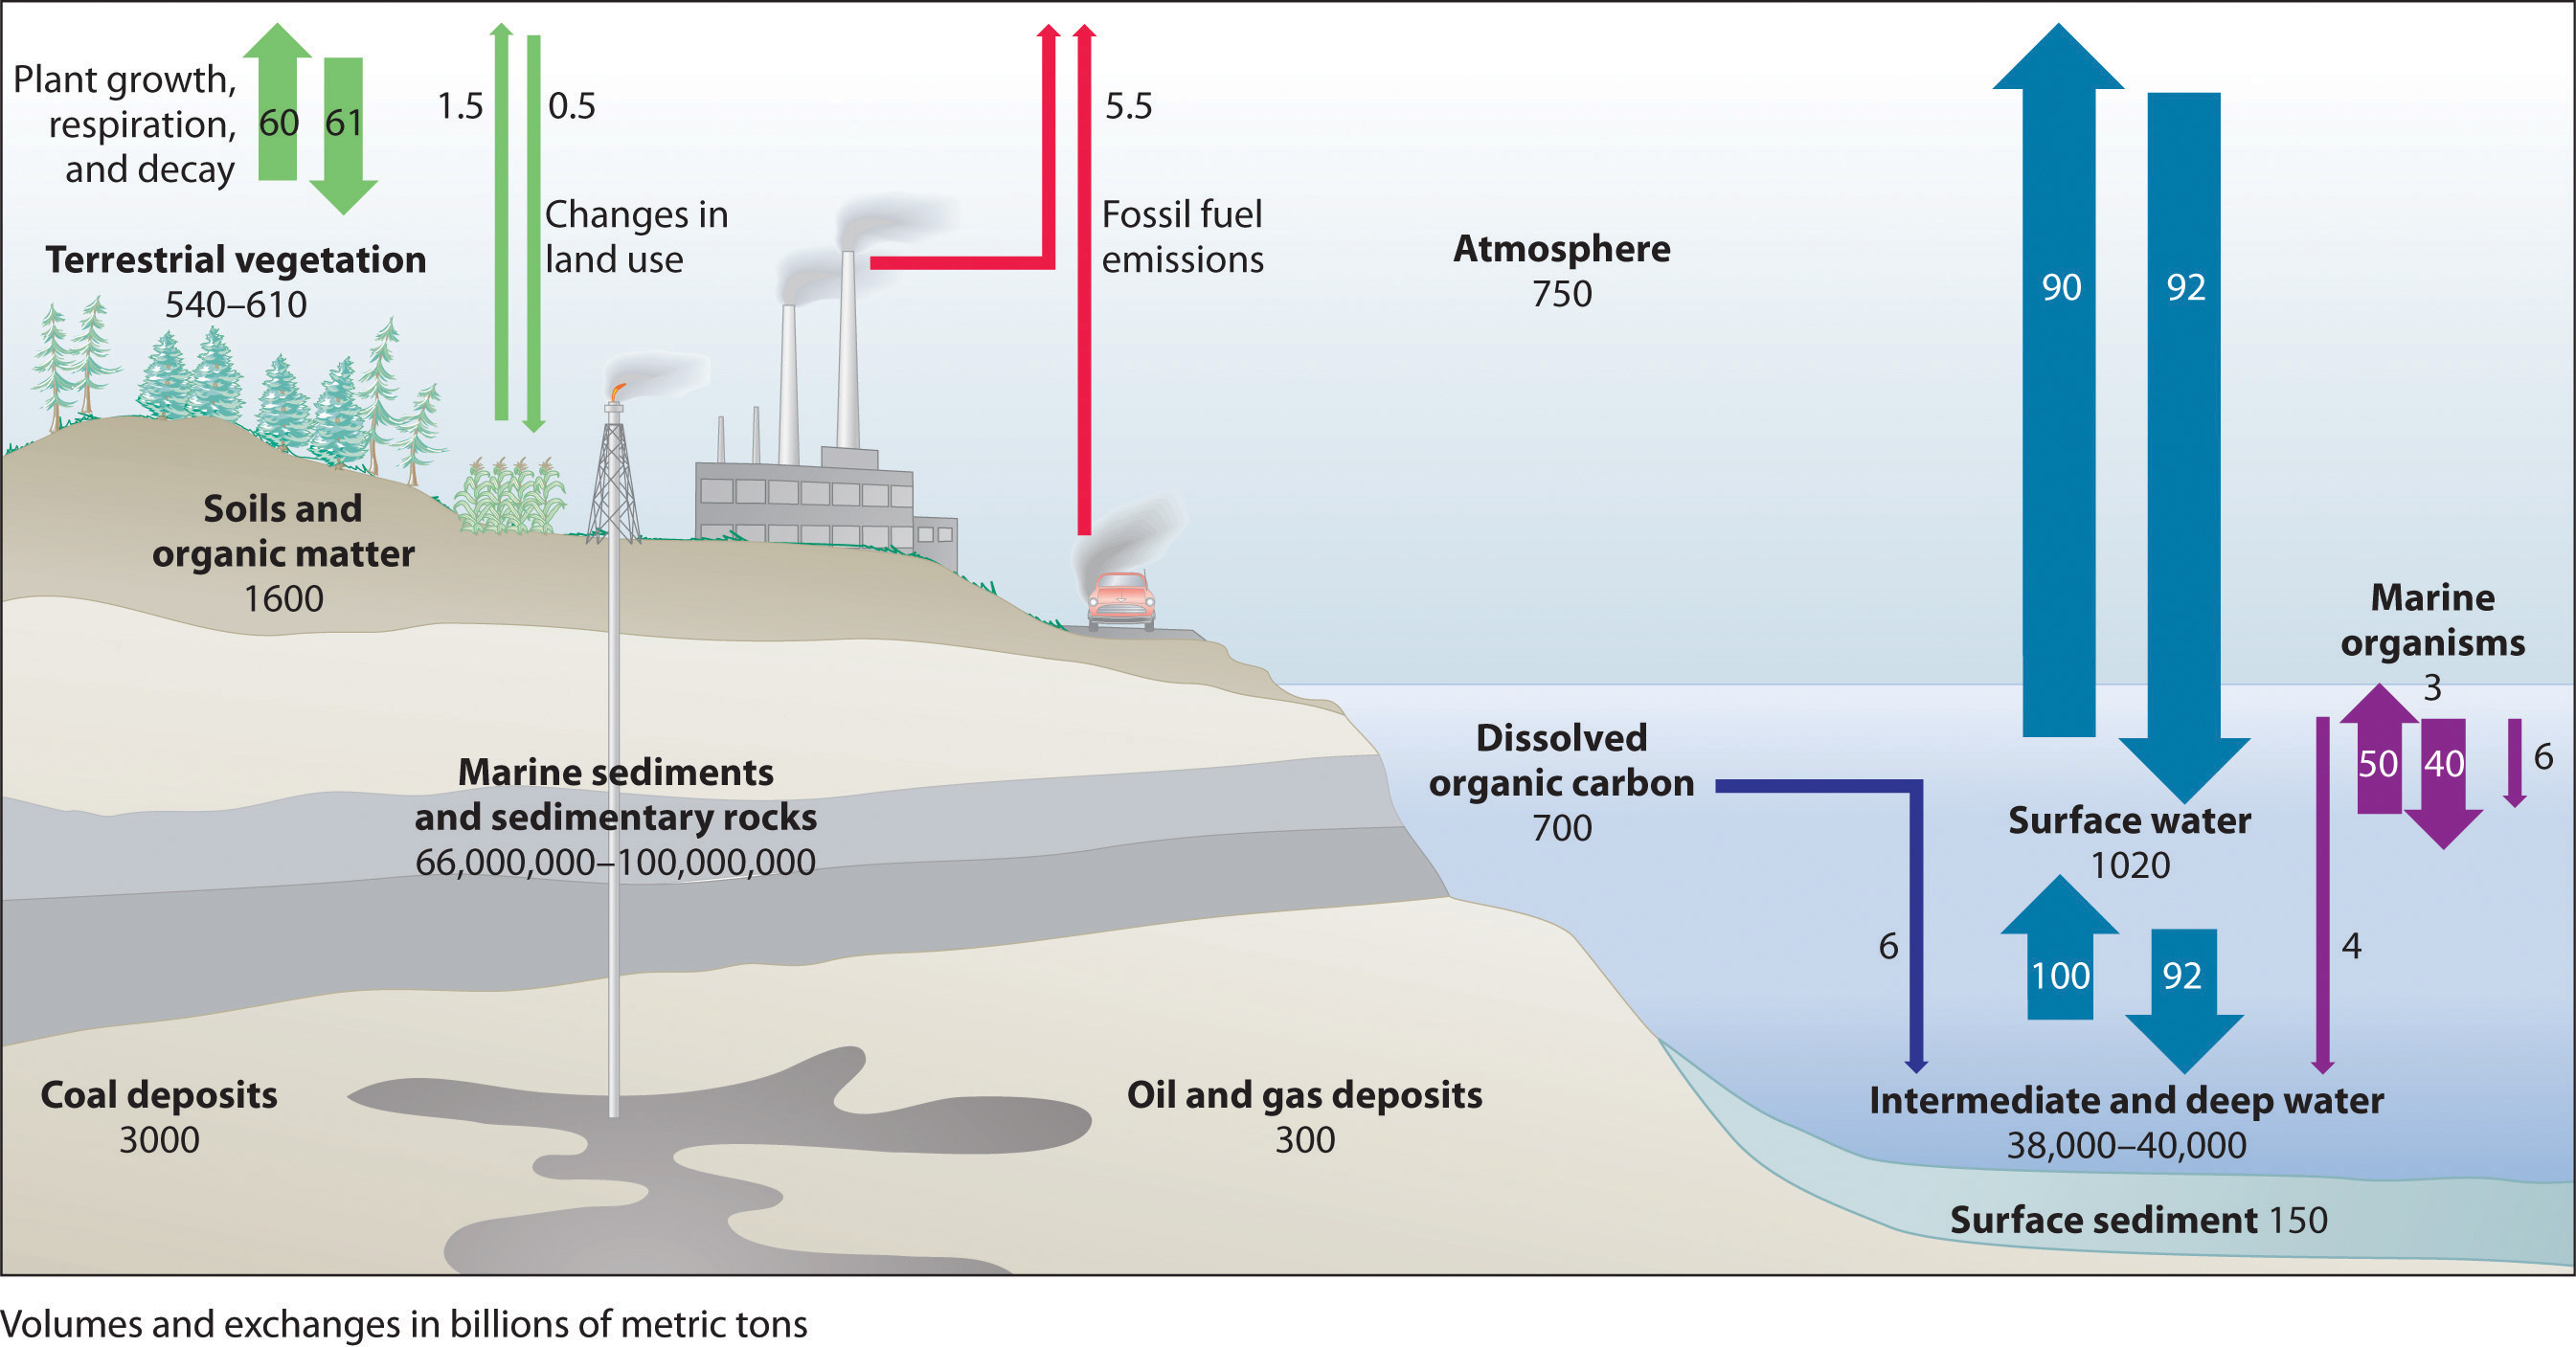 Plant growth,
respiration,
and decay
60
61
1.5
0.5
Changes in
land use
5.5
Fossil fuel
emissions
Terrestrial vegetation
540–610
Atmosphere
750
90
92
Soils and
organic matter
1600
Marine
organisms
3
50
40
6
Marine sediments
and sedimentary rocks
66,000,000–100,000,000
Dissolved
organic carbon
700
6
Surface water
1020
100
92
4
Coal deposits
3000
Oil and gas deposits
300
Intermediate and deep water
38,000–40,000
Surface sediment 150
Volumes and exchanges in billions of metric tons